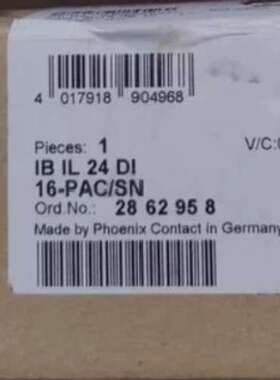 4 017918 904968
Pieces: 1 V/C:
IB IL 24 DI
16-PAC/SN
Ord.No.: 28 62 95 8
Made by Phoenix Contact in Germany